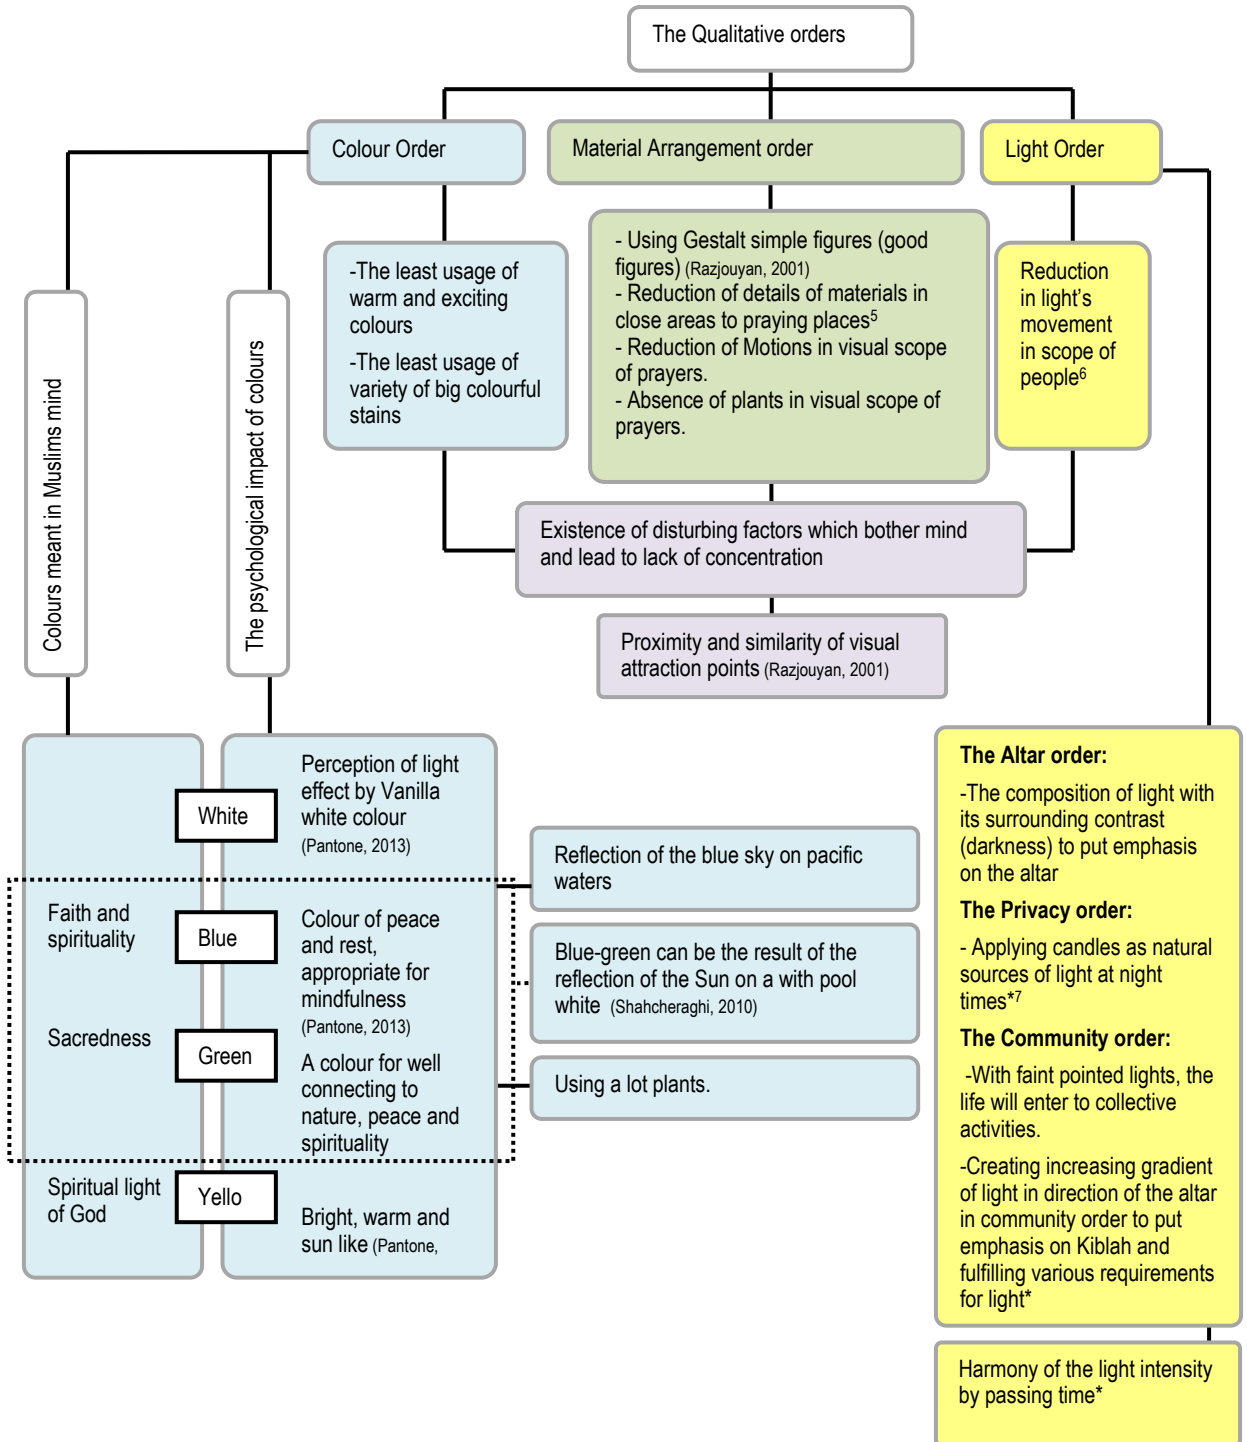 The Qualitative orders
Colour Order
Material Arrangement order
Light Order
-The least usage of
warm and exciting
colours
-The least usage of
variety of big colourful
stains
- Using Gestalt simple figures (good
figures) (Razjouyan, 2001)
- Reduction of details of materials in
close areas to praying places⁵
- Reduction of Motions in visual scope
of prayers.
- Absence of plants in visual scope of
prayers.
Reduction
in light's
movement
in scope of
people⁶
Colours meant in Muslims mind
The psychological impact of colours
Existence of disturbing factors which bother mind
and lead to lack of concentration
Proximity and similarity of visual
attraction points (Razjouyan, 2001)
White
Perception of light
effect by Vanilla
white colour
(Pantone, 2013)
Faith and
spirituality
Blue
Colour of peace
and rest,
appropriate for
mindfulness
(Pantone, 2013)
Sacredness
Green
A colour for well
connecting to
nature, peace and
spirituality
Spiritual light
of God
Yello
Bright, warm and
sun like (Pantone,
Reflection of the blue sky on pacific
waters
Blue-green can be the result of the
reflection of the Sun on a with pool
white (Shahcheraghi, 2010)
Using a lot plants.
The Altar order:
-The composition of light with
its surrounding contrast
(darkness) to put emphasis
on the altar
The Privacy order:
- Applying candles as natural
sources of light at night
times*⁷
The Community order:
-With faint pointed lights, the
life will enter to collective
activities.
-Creating increasing gradient
of light in direction of the altar
in community order to put
emphasis on Kiblah and
fulfilling various requirements
for light*
Harmony of the light intensity
by passing time*